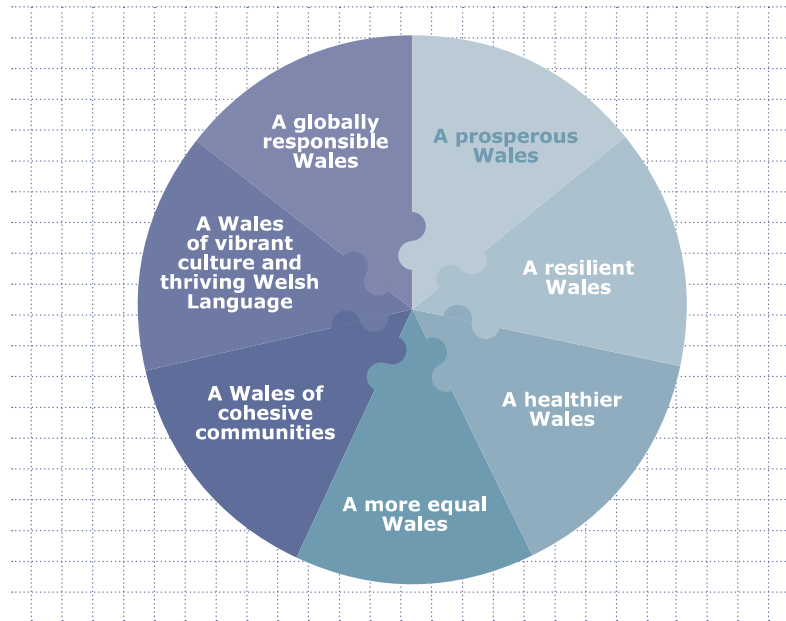 A prosperous
Wales
A resilient
Wales
A healthier
Wales
A more equal
Wales
A Wales of
cohesive
communities
A Wales
of vibrant
culture and
thriving Welsh
Language
A globally
responsible
Wales